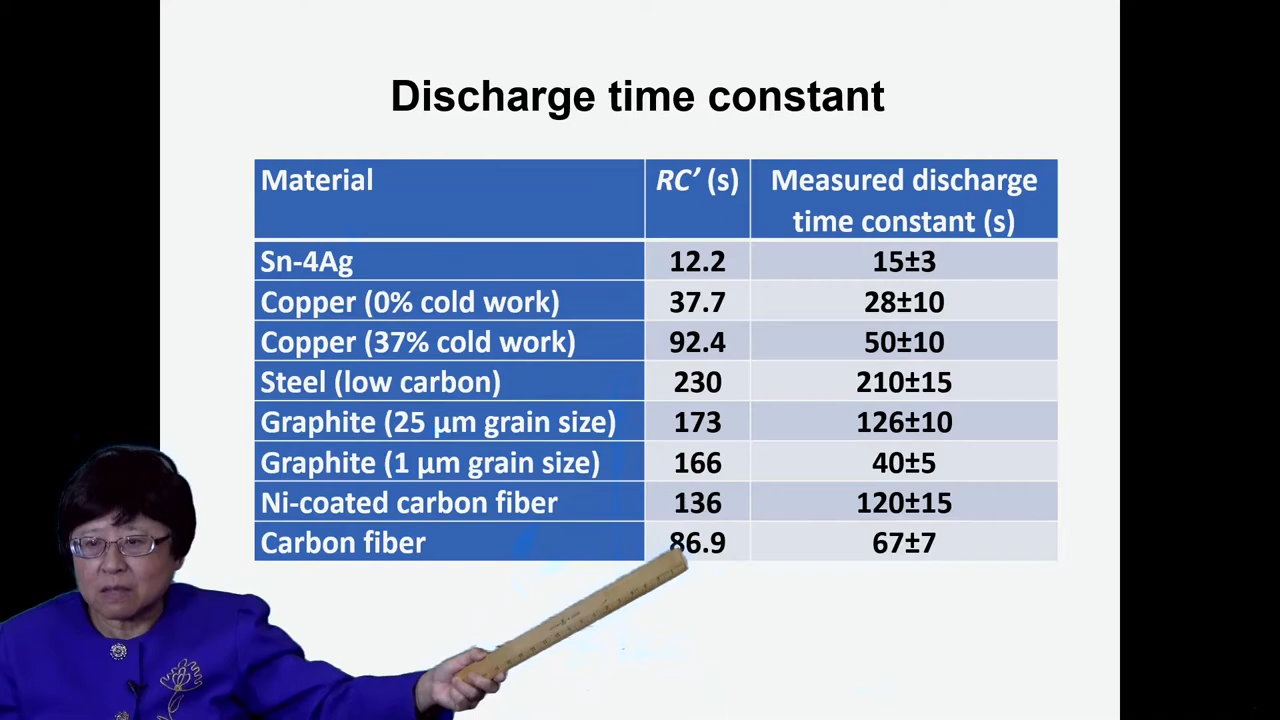 Discharge time constant
Material RC’ (s) Measured discharge
time constant (s)
Sn-4Ag 12.2 15±3
Copper (0% cold work) 37.7 28±10
Copper (37% cold work) 92.4 50±10
Steel (low carbon) 230 210±15
Graphite (25 µm grain size) 173 126±10
Graphite (1 µm grain size) 166 40±5
Ni-coated carbon fiber 136 120±15
Carbon fiber 86.9 67±7